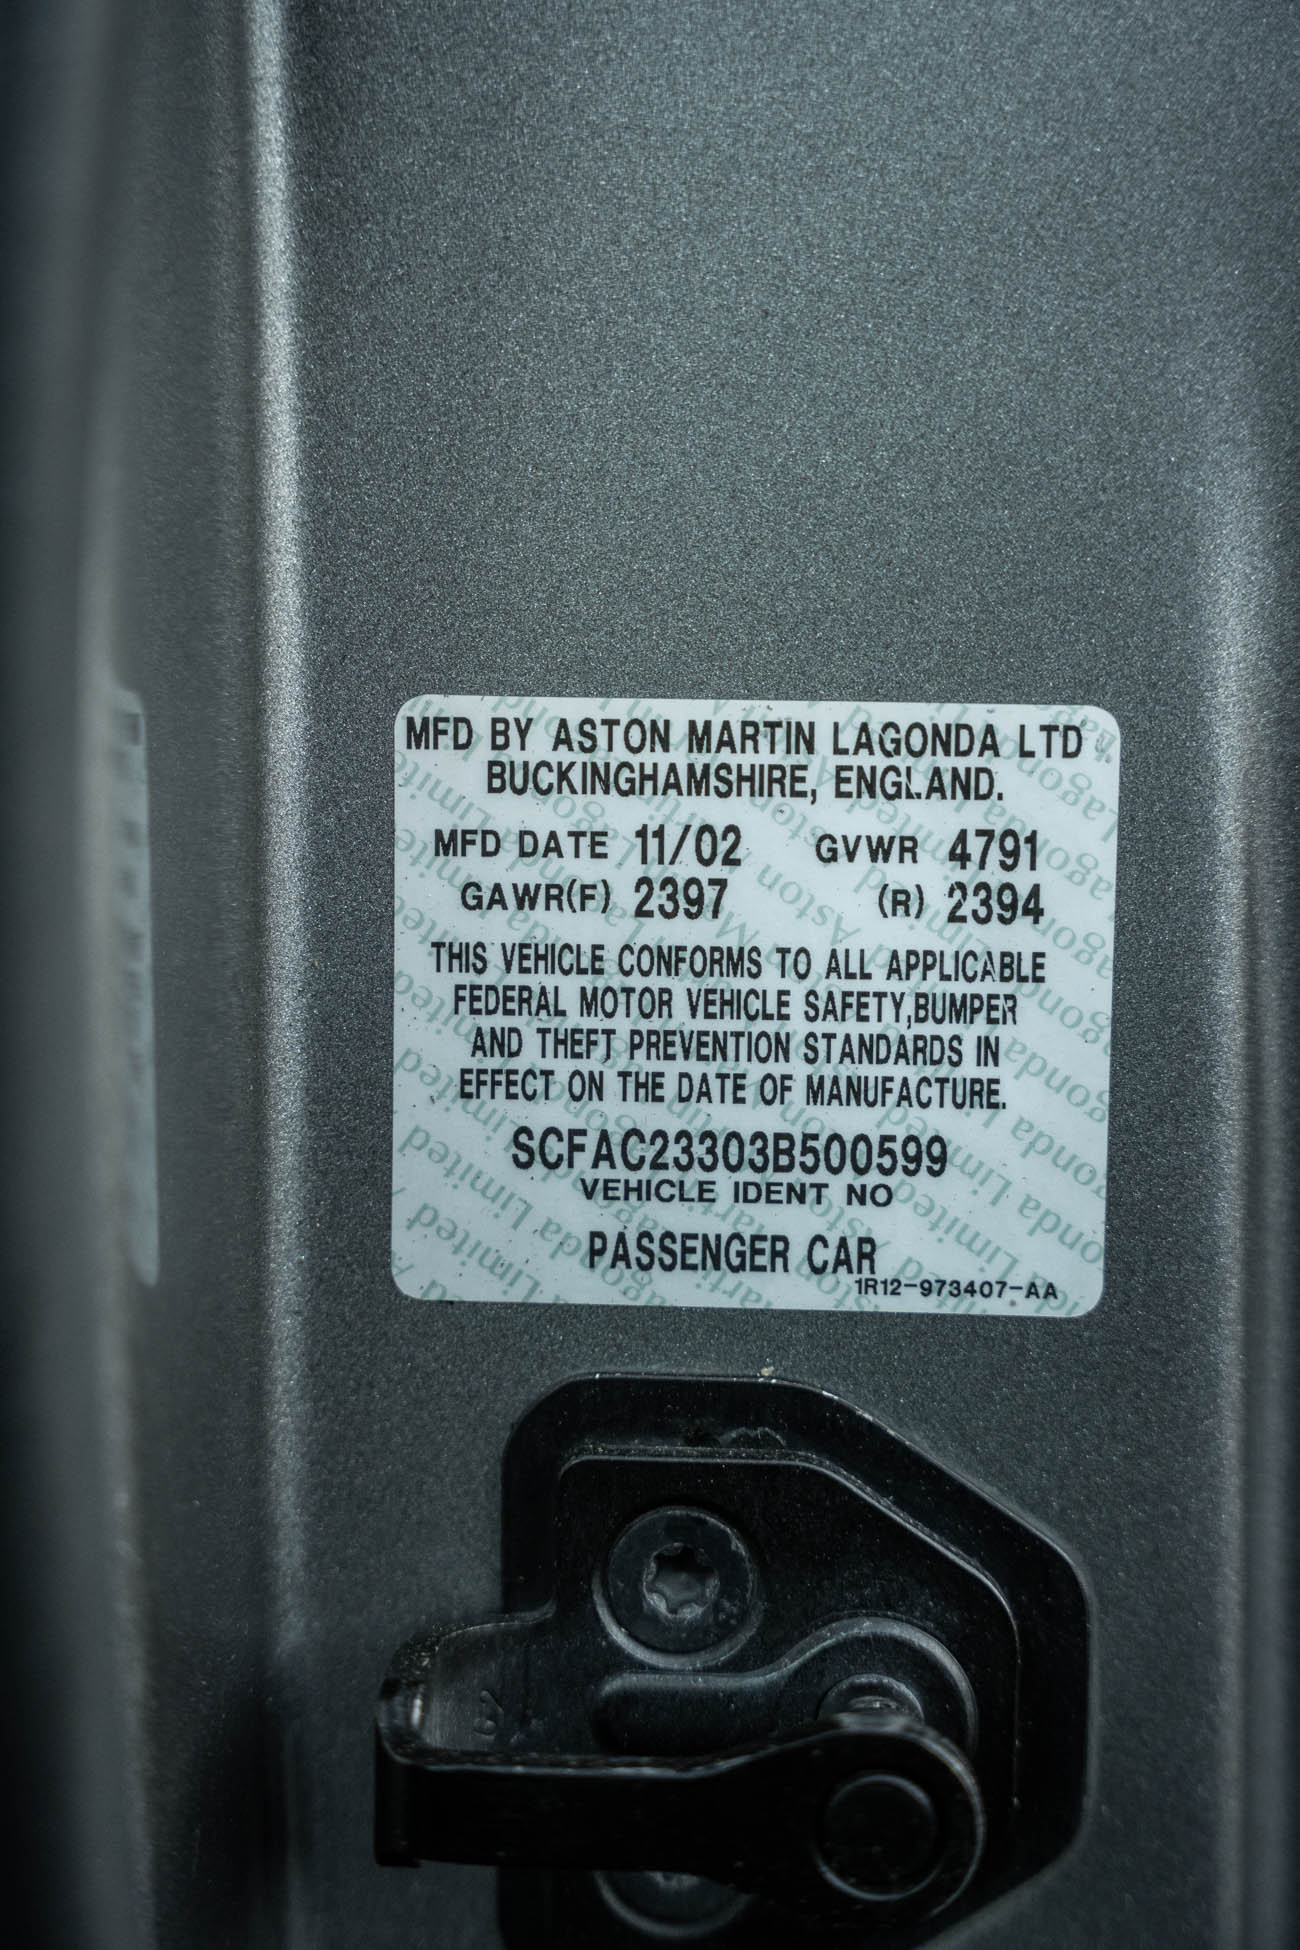 MFD BY ASTON MARTIN LAGONDA LTD
BUCKINGHAMSHIRE, ENGLAND.
MFD DATE 11/02 GVWR 4791
GAWR(F) 2397 (R) 2394
THIS VEHICLE CONFORMS TO ALL APPLICABLE
FEDERAL MOTOR VEHICLE SAFETY,BUMPER
AND THEFT PREVENTION STANDARDS IN
EFFECT ON THE DATE OF MANUFACTURE.
SCFAC23303B500599
VEHICLE IDENT NO
PASSENGER CAR
1R12-973407-AA